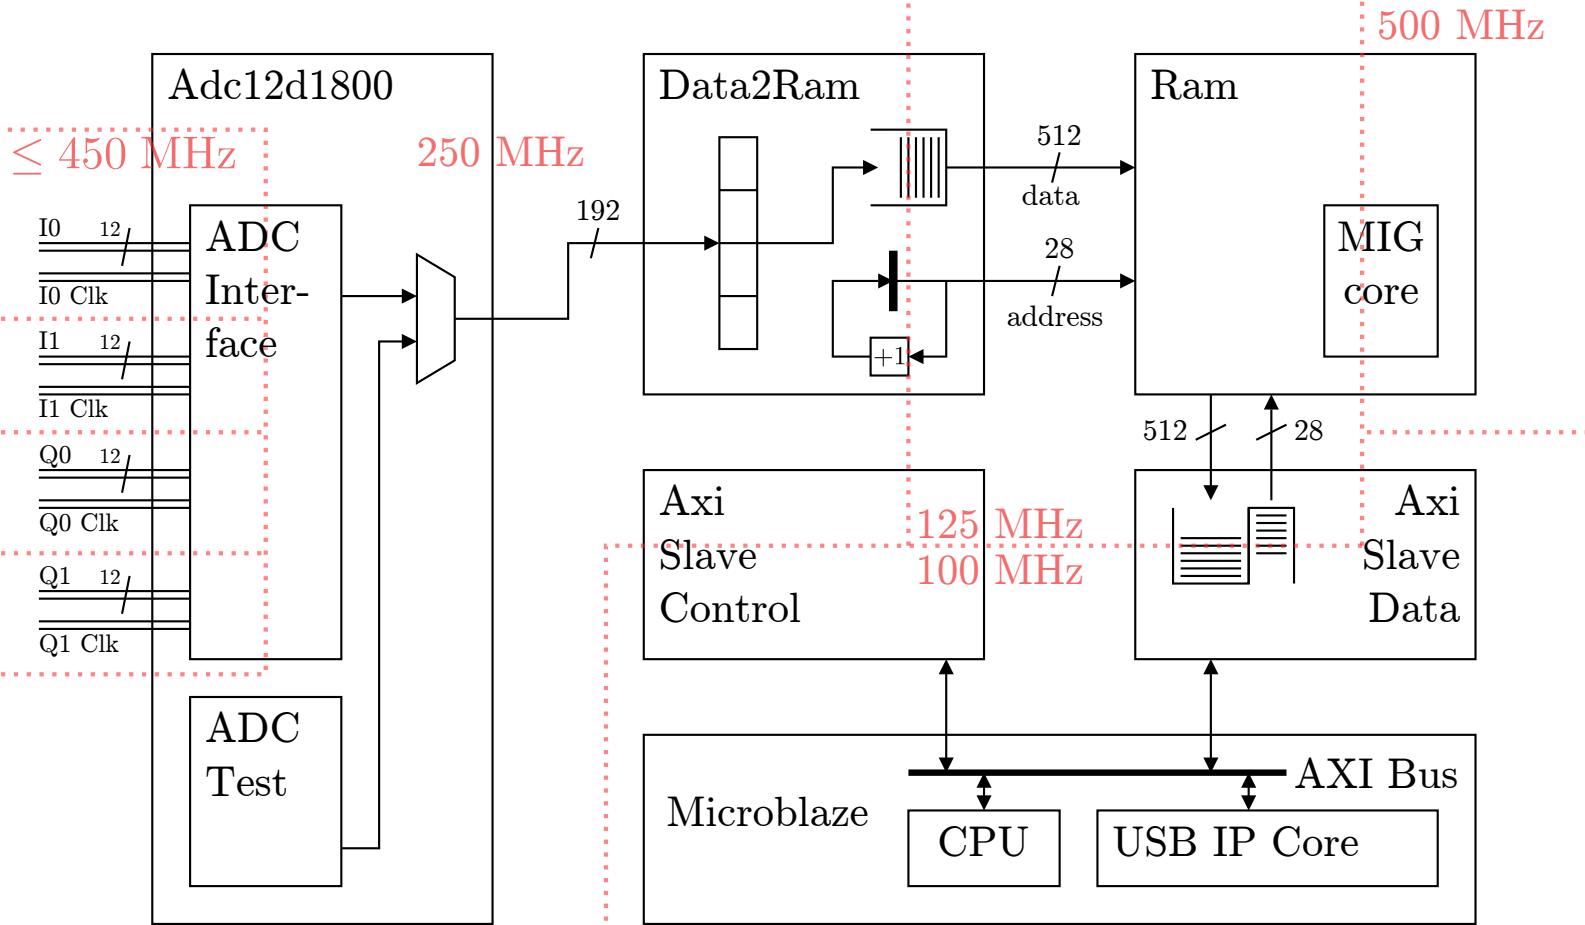 500 MHz
Adc12d1800
Data2Ram
Ram
≤ 450 MHz
250 MHz
512
data
192
I0 12
ADC
Inter-
face
I0 Clk
28
address
+1
MIG
core
I1 12
I1 Clk
512
28
Q0 12
Q0 Clk
Axi
Slave
Control
125 MHz
100 MHz
Axi
Slave
Data
Q1 12
Q1 Clk
ADC
Test
AXI Bus
Microblaze
CPU
USB IP Core